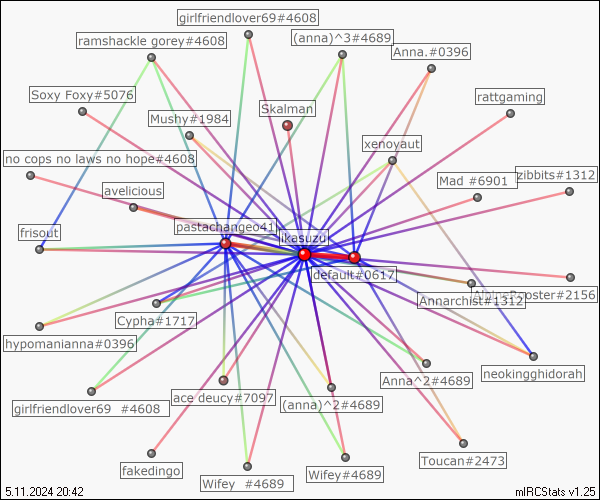 girlfriendlover69#4608
ramshackle gorey#4608
(anna)^3#4689
Anna.#0396
Soxy Foxy#5076
rattgaming
Mushy#1984
Skalman
xenoyaut
no cops no laws no hope#4608
Mad #6901
zibbits#1312
avelicious
pastachangeo41
frisout
ikasuzu
default#0617
Annarchist#1312
AlpineRooster#2156
Cypha#1717
hypomanianna#0396
neokingghidorah
Anna^2#4689
ace deucy#7097
(anna)^2#4689
girlfriendlover69 #4608
Toucan#2473
fakedingo
Wifey #4689
Wifey#4689
5.11.2024 20:42
mIRCStats v1.25